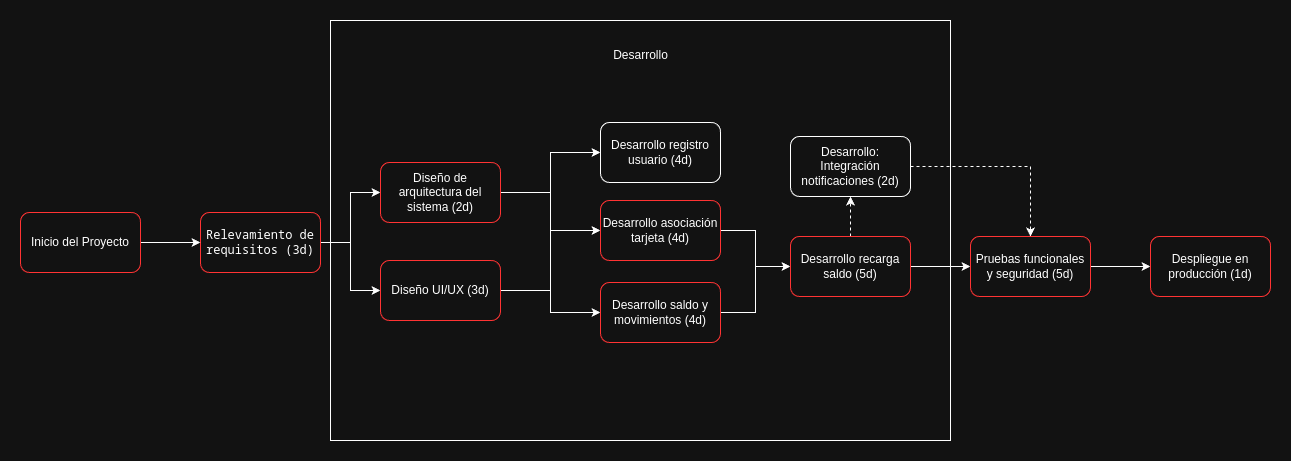 Desarrollo
Inicio del Proyecto
Relevamiento de
requisitos (3d)
Diseño de
arquitectura del
sistema (2d)
Diseño UI/UX (3d)
Desarrollo registro
usuario (4d)
Desarrollo asociación
tarjeta (4d)
Desarrollo saldo y
movimientos (4d)
Desarrollo:
Integración
notificaciones (2d)
Desarrollo recarga
saldo (5d)
Pruebas funcionales
y seguridad (5d)
Despliegue en
producción (1d)